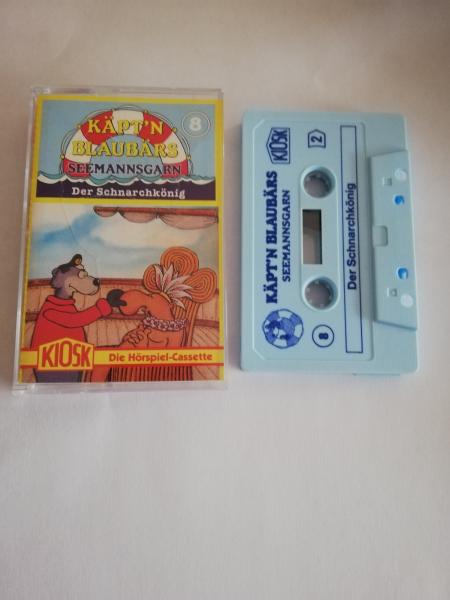 KÄPT'N
BLAUBÄRS
SEEMANNSGARN
8
Der Schnarchkönig
KIOSK
Die Hörspiel-Cassette
KIOSK
2
KÄPT'N BLAUBÄRS
SEEMANNSGARN
Der Schnarchkönig
8